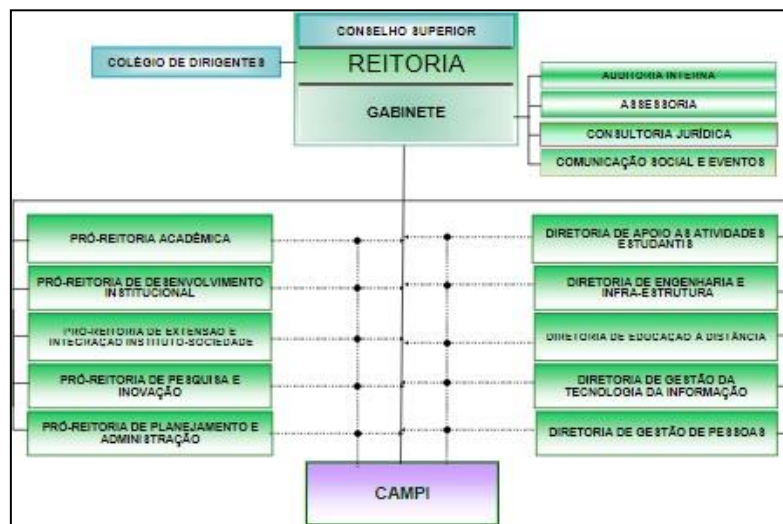 CONSELHO SUPERIOR
COLÉGIO DE DIRIGENTES
REITORIA
GABINETE
AUDITORIA INTERNA
ASSESSORIA
CONSULTORIA JURÍDICA
COMUNICAÇÃO SOCIAL E EVENTOS
PRÓ-REITORIA ACADÊMICA
PRÓ-REITORIA DE DESENVOLVIMENTO
INSTITUCIONAL
PRÓ-REITORIA DE EXTENSÃO E
INTEGRAÇÃO INSTITUTO-SOCIEDADE
PRÓ-REITORIA DE PESQUISA E
INOVAÇÃO
PRÓ-REITORIA DE PLANEJAMENTO E
ADMINISTRAÇÃO
DIRETORIA DE APOIO AS ATIVIDADES
ESTUDANTIS
DIRETORIA DE ENGENHARIA E
INFRA-ESTRUTURA
DIRETORIA DE EDUCAÇÃO À DISTÂNCIA
DIRETORIA DE GESTÃO DA
TECNOLOGIA DA INFORMAÇÃO
DIRETORIA DE GESTÃO DE PESSOAS
CAMPI